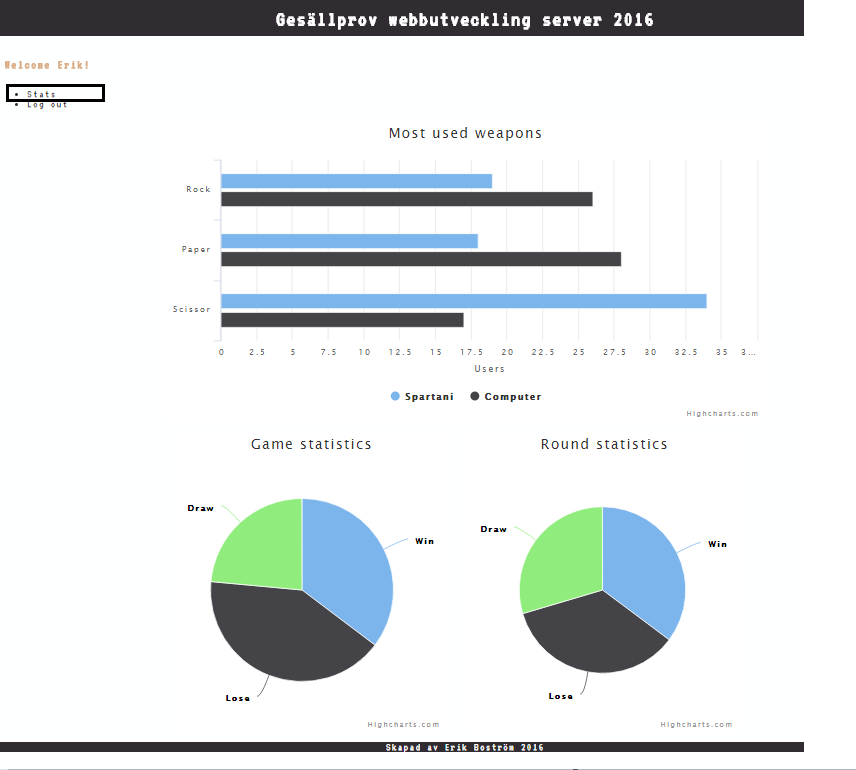 Gesällprov webbutveckling server 2016
Welcome Erik!
Stats
Log out
Most used weapons
Rock
Paper
Scissor
0 2.5 5 7.5 10 12.5 15 17.5 20 22.5 25 27.5 30 32.5 35 3...
Users
Spartani Computer
Highcharts.com
Game statistics
Draw
Win
Lose
Highcharts.com
Round statistics
Draw
Win
Lose
Highcharts.com
Skapad av Erik Boström 2016